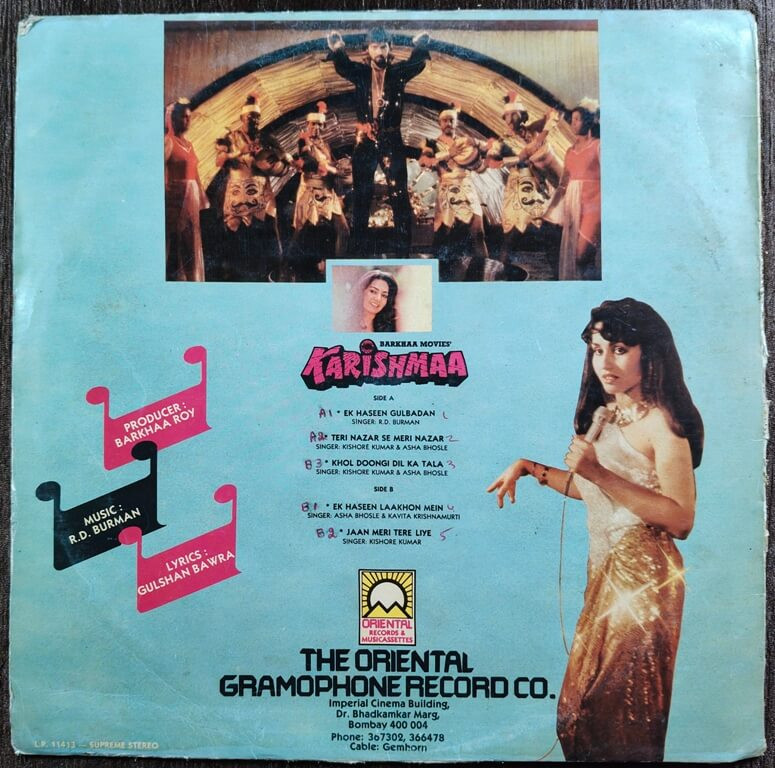 BARKHAA MOVIES'
KARISHMAA
SIDE A
A1 * EK HASEEN GULBADAN 1
SINGER: R.D. BURMAN
A2 * TERI NAZAR SE MERI NAZAR 2
SINGER: KISHORE KUMAR & ASHA BHOSLE
B3 * KHOL DOONGI DIL KA TALA 3
SINGER: KISHORE KUMAR & ASHA BHOSLE
SIDE B
B1 * EK HASEEN LAAKHON MEIN 4
SINGER: ASHA BHOSLE & KAVITA KRISHNAMURTI
B2 * JAAN MERI TERE LIYE 5
SINGER: KISHORE KUMAR
PRODUCER :
BARKHAA ROY
MUSIC :
R.D. BURMAN
LYRICS :
GULSHAN BAWRA
ORIENTAL
RECORDS &
MUSICASSETTES
THE ORIENTAL
GRAMOPHONE RECORD CO.
Imperial Cinema Building,
Dr. Bhadkamkar Marg,
Bombay 400 004
Phone: 367302, 366478
Cable: Gemhorn
L.P. 11413 — SUPREME STEREO